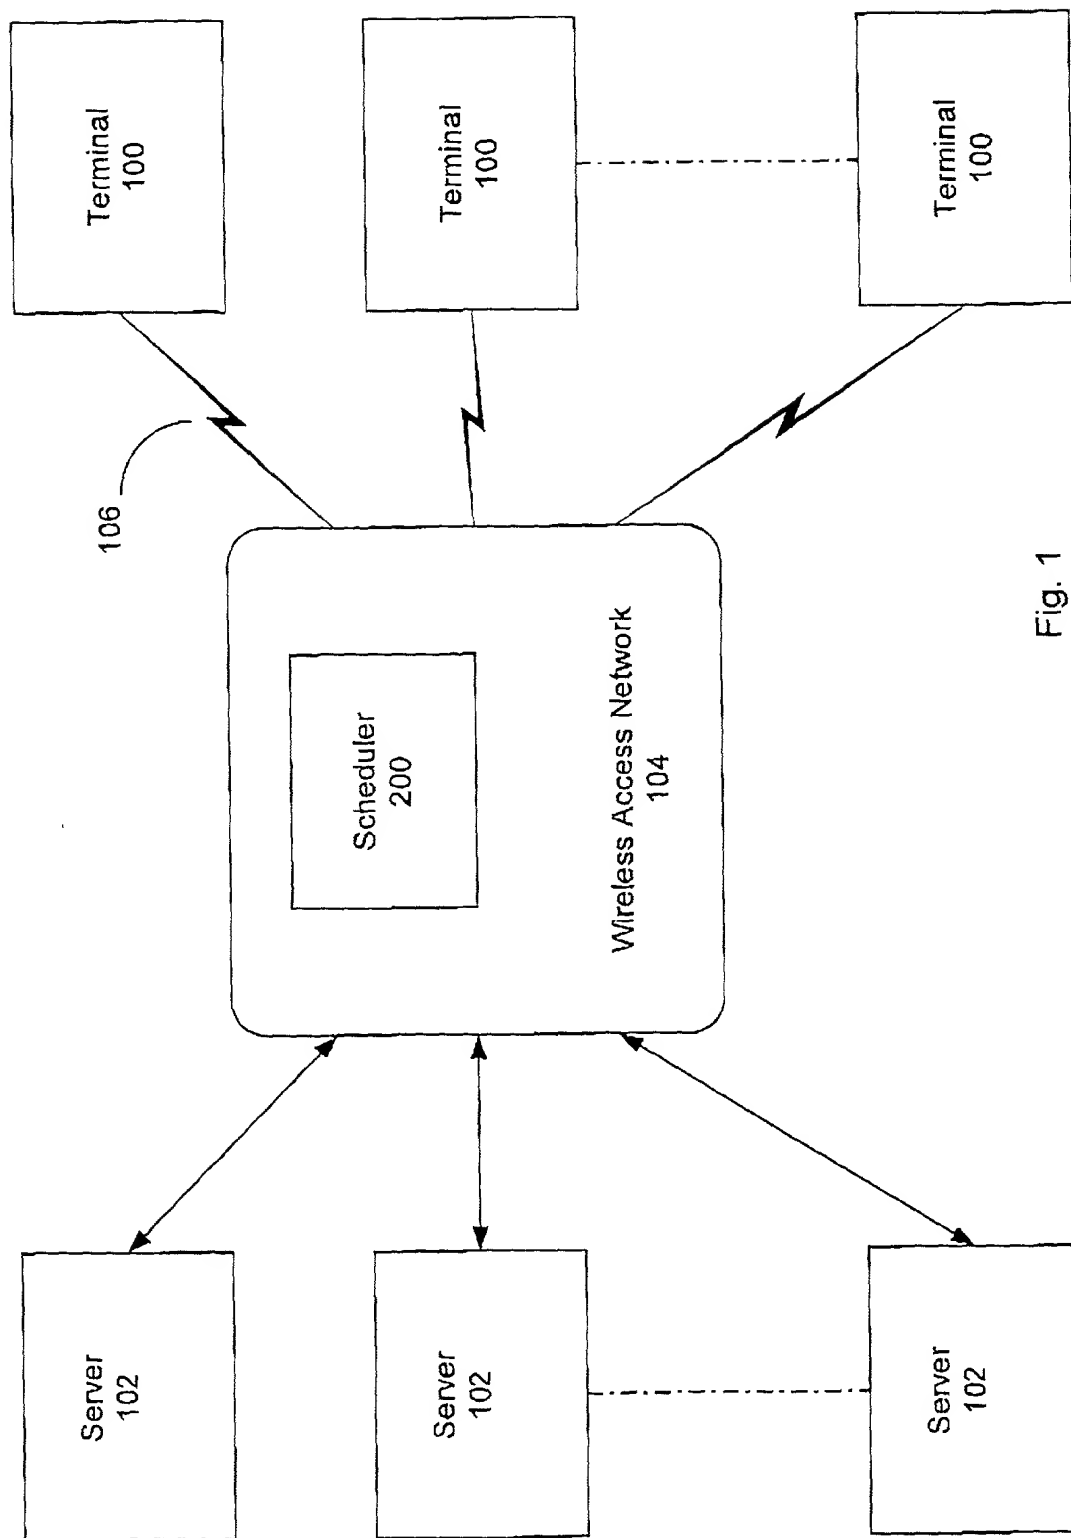 Server
102
Server
102
Server
102
Scheduler
200
Wireless Access Network
104
106
Terminal
100
Terminal
100
Terminal
100
Fig. 1